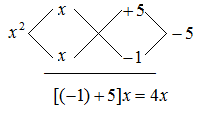 x +5
x² -5
x -1
[(-1)+5]x = 4x